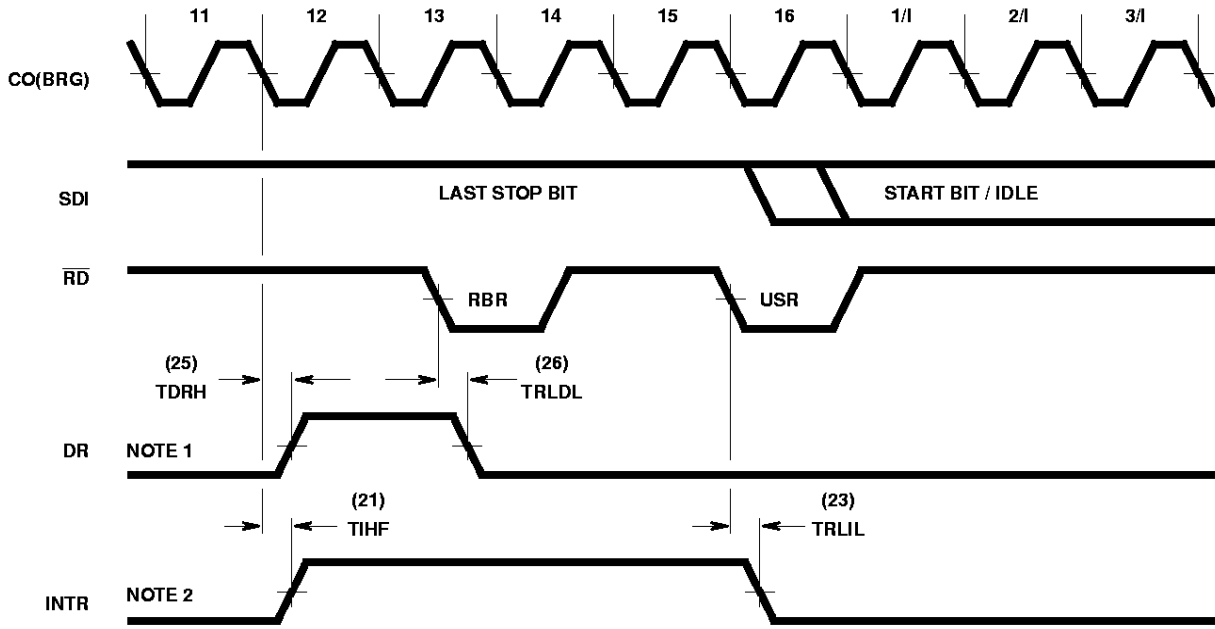 11 12 13 14 15 16 1/I 2/I 3/I
CO(BRG)
SDI
LAST STOP BIT
START BIT / IDLE
RD
RBR
USR
(25)
TDRH
(26)
TRLDL
DR
NOTE 1
(21)
TIHF
(23)
TRLIL
INTR
NOTE 2